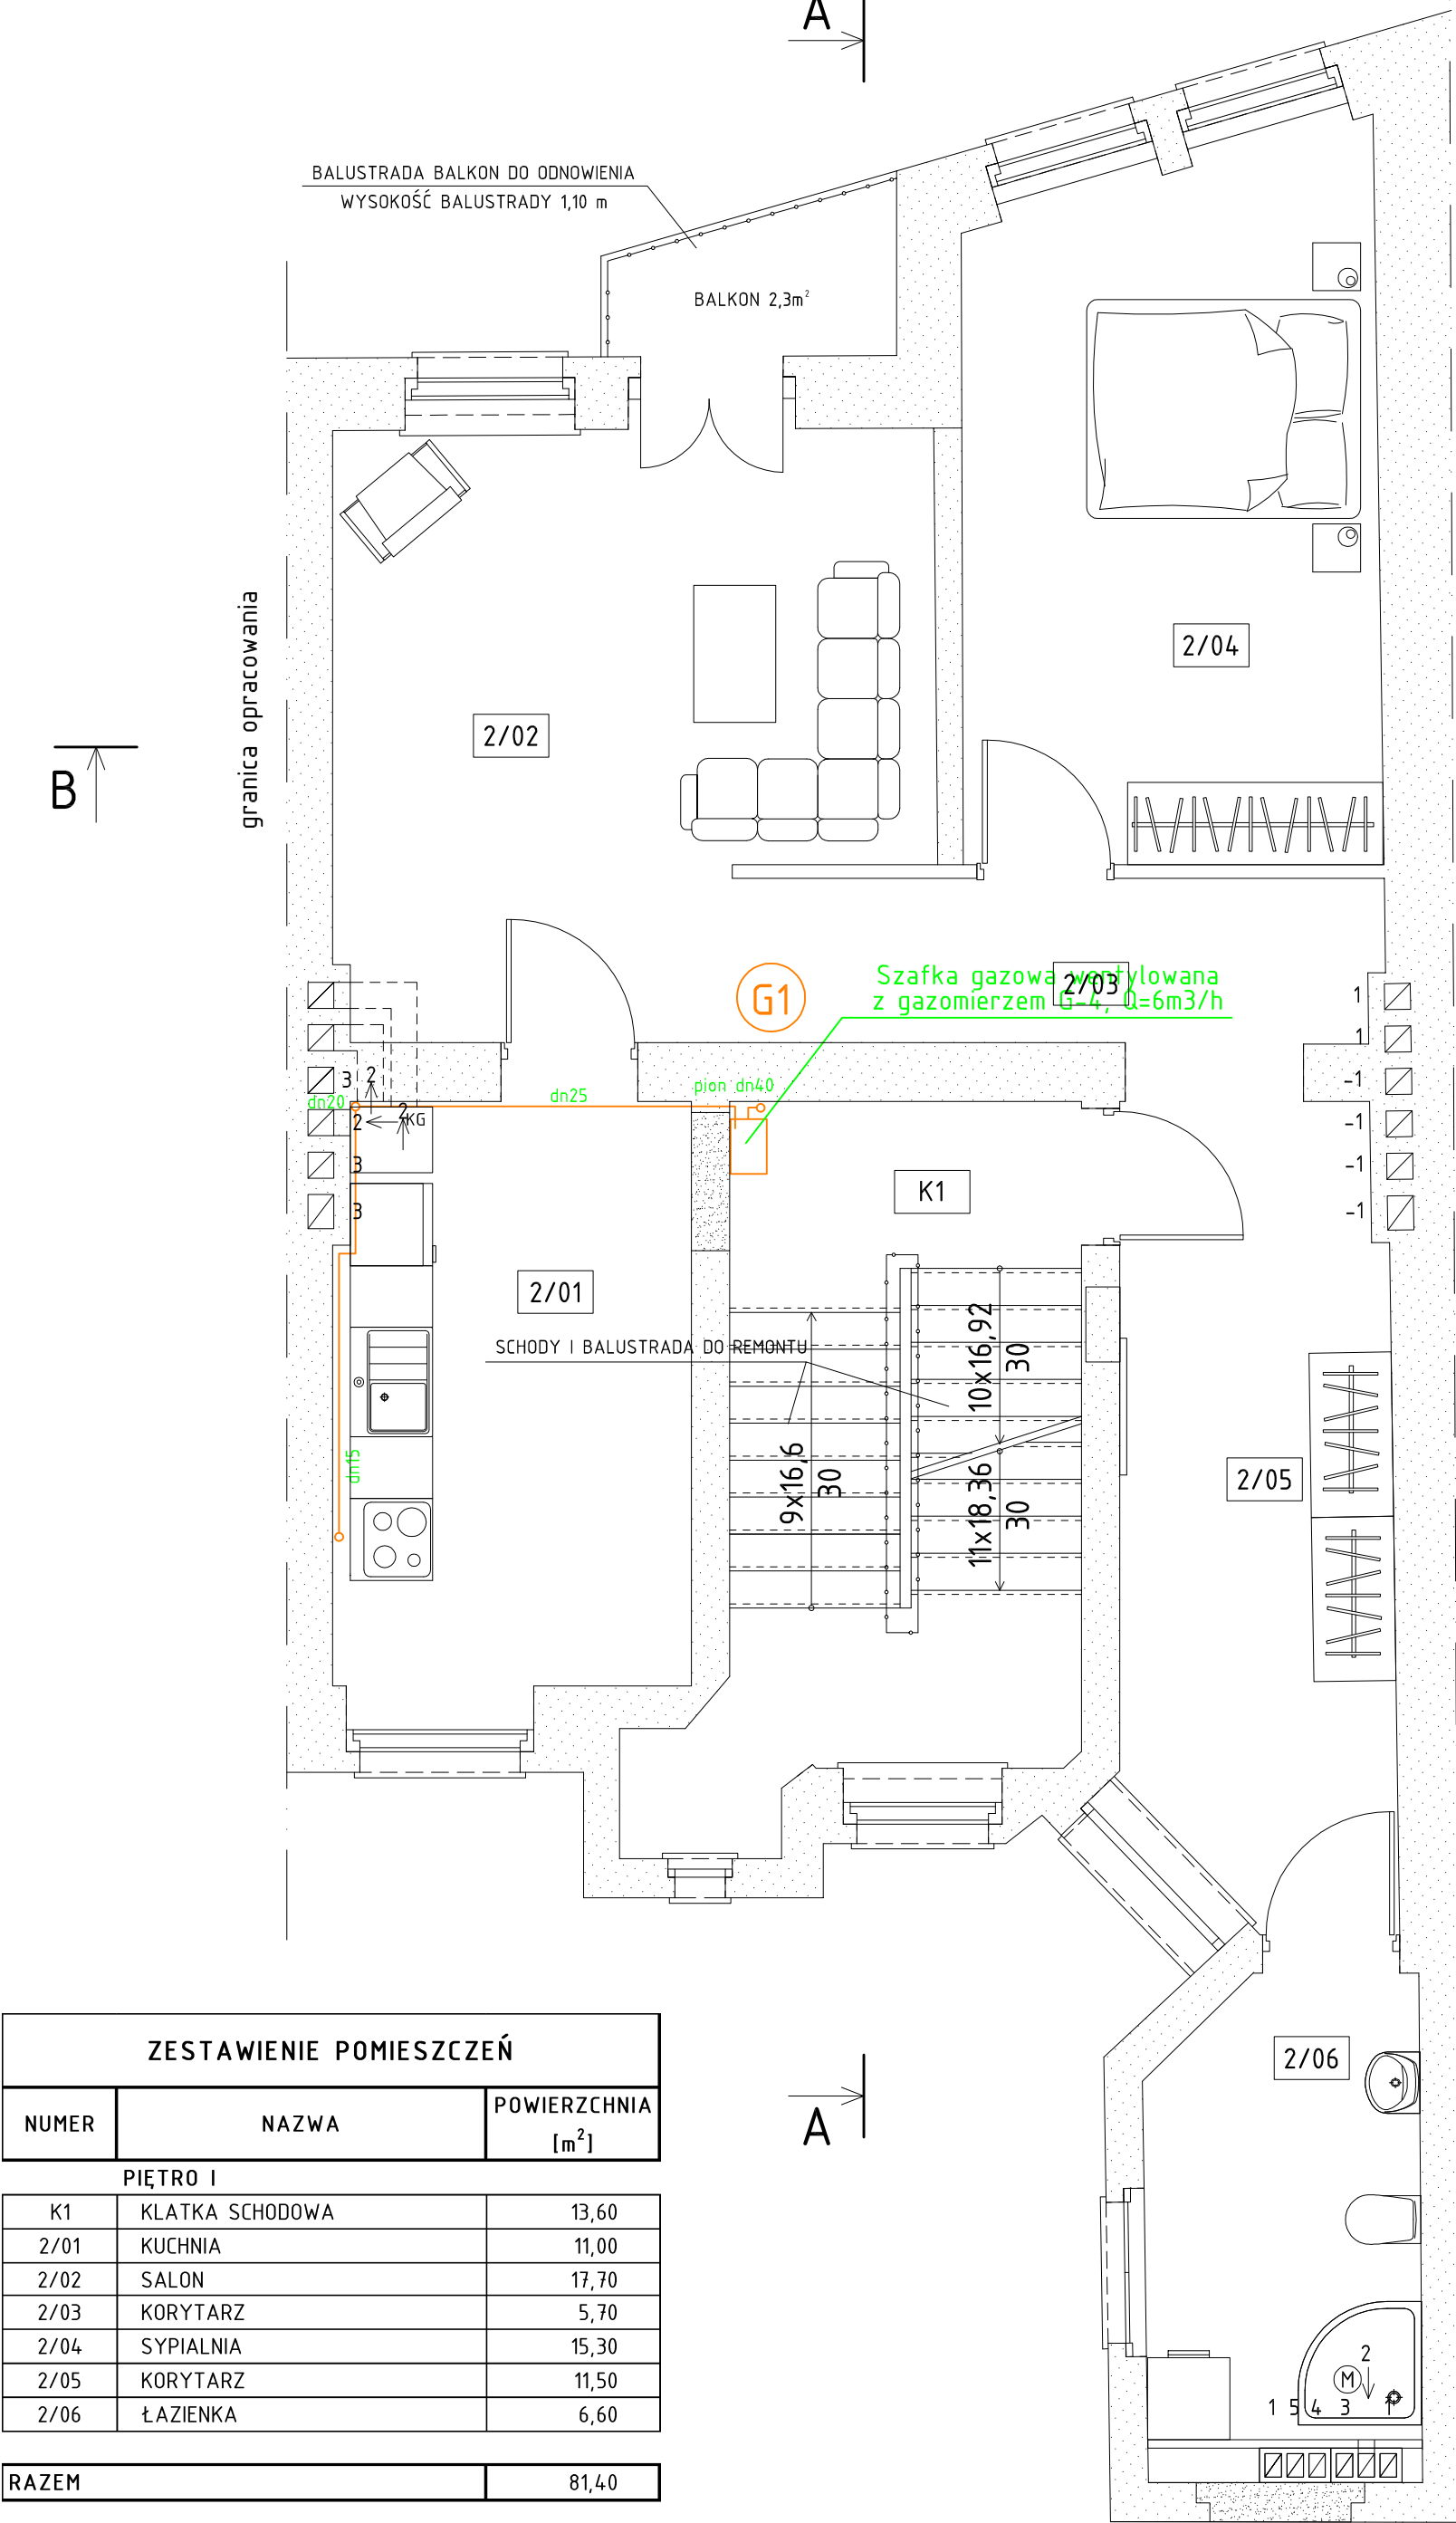 A
BALUSTRADA BALKON DO ODNOWIENIA
WYSOKOŚĆ BALUSTRADY 1,10 m
BALKON 2,3m²
granica opracowania
2/04
2/02
B
G1
Szafka gazowa wentylowana
2/03
z gazomierzem G-4, Q=6m3/h
1
1
-1
-1
-1
-1
3
2
dn20
dn25
pion dn40
2
2
KG
3
3
K1
2/01
SCHODY I BALUSTRADA DO REMONTU
10x16,92
30
9x16,6
30
11x18,36
30
dn15
2/05
2/06
A
2
M
1 5 4 3 1
ZESTAWIENIE POMIESZCZEŃ
NUMER NAZWA POWIERZCHNIA
[m²]
PIĘTRO I
K1 KLATKA SCHODOWA 13,60
2/01 KUCHNIA 11,00
2/02 SALON 17,70
2/03 KORYTARZ 5,70
2/04 SYPIALNIA 15,30
2/05 KORYTARZ 11,50
2/06 ŁAZIENKA 6,60
RAZEM 81,40